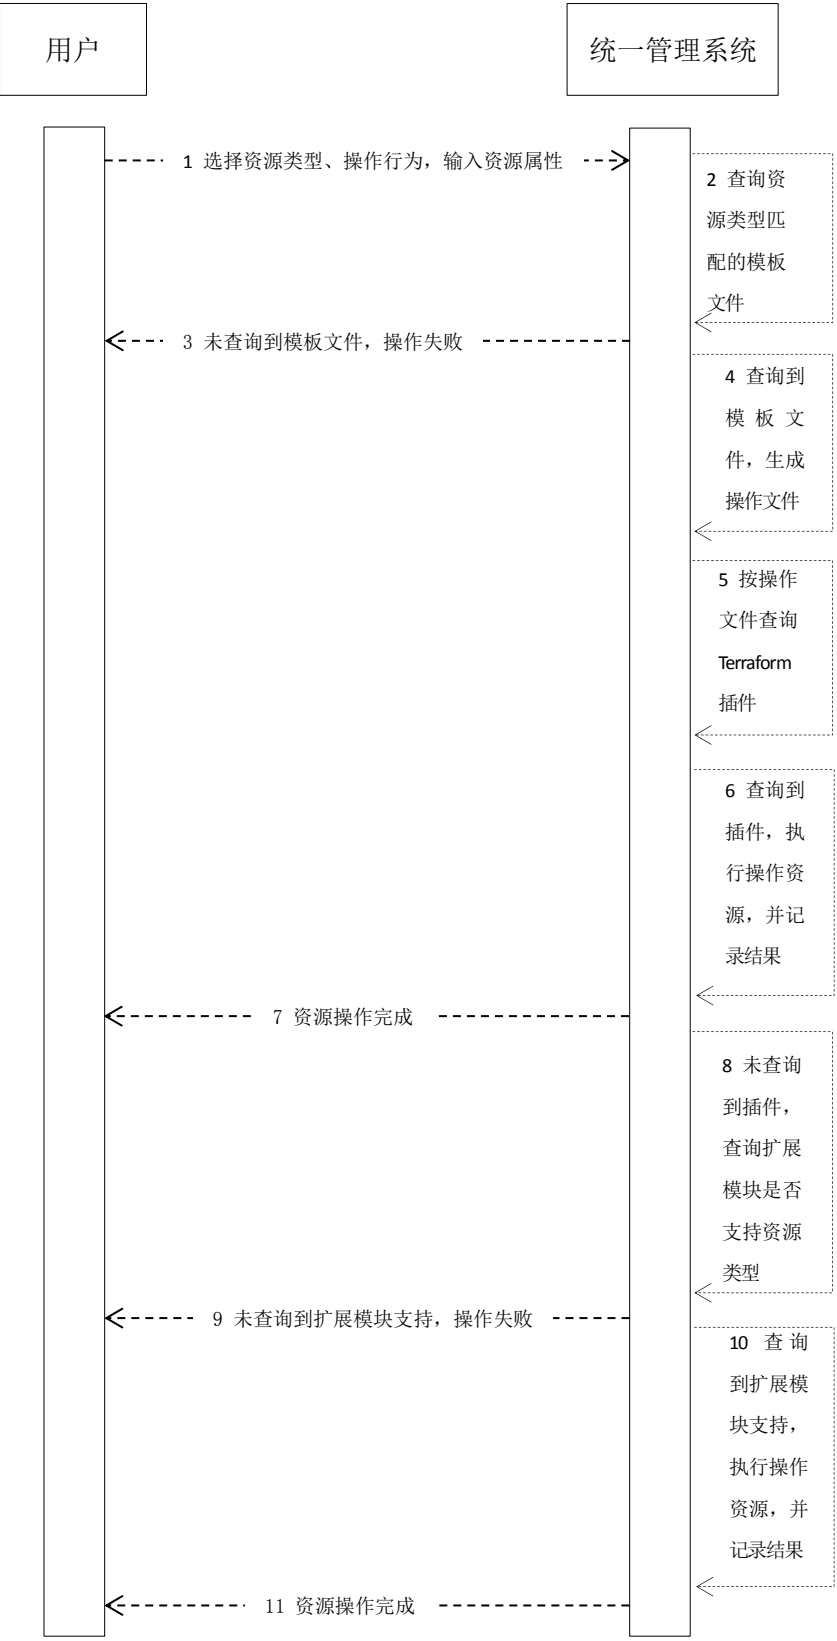 用户
统一管理系统
1 选择资源类型、操作行为，输入资源属性
2 查询资
源类型匹
配的模板
文件
3 未查询到模板文件，操作失败
4 查询到
模板文
件，生成
操作文件
5 按操作
文件查询
Terraform
插件
6 查询到
插件，执
行操作资
源，并记
录结果
7 资源操作完成
8 未查询
到插件，
查询扩展
模块是否
支持资源
类型
9 未查询到扩展模块支持，操作失败
10 查询
到扩展模
块支持，
执行操作
资源，并
记录结果
11 资源操作完成